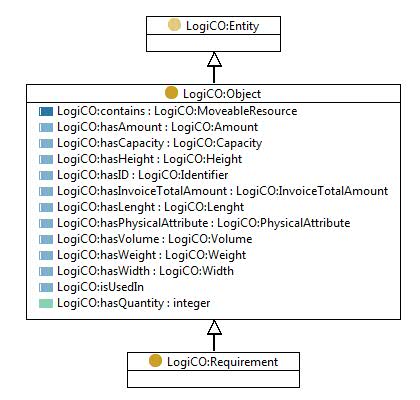 LogiCO:Entity
LogiCO:Object
LogiCO:contains : LogiCO:MoveableResource
LogiCO:hasAmount : LogiCO:Amount
LogiCO:hasCapacity : LogiCO:Capacity
LogiCO:hasHeight : LogiCO:Height
LogiCO:hasID : LogiCO:Identifier
LogiCO:hasInvoiceTotalAmount : LogiCO:InvoiceTotalAmount
LogiCO:hasLenght : LogiCO:Lenght
LogiCO:hasPhysicalAttribute : LogiCO:PhysicalAttribute
LogiCO:hasVolume : LogiCO:Volume
LogiCO:hasWeight : LogiCO:Weight
LogiCO:hasWidth : LogiCO:Width
LogiCO:isUsedIn
LogiCO:hasQuantity : integer
LogiCO:Requirement